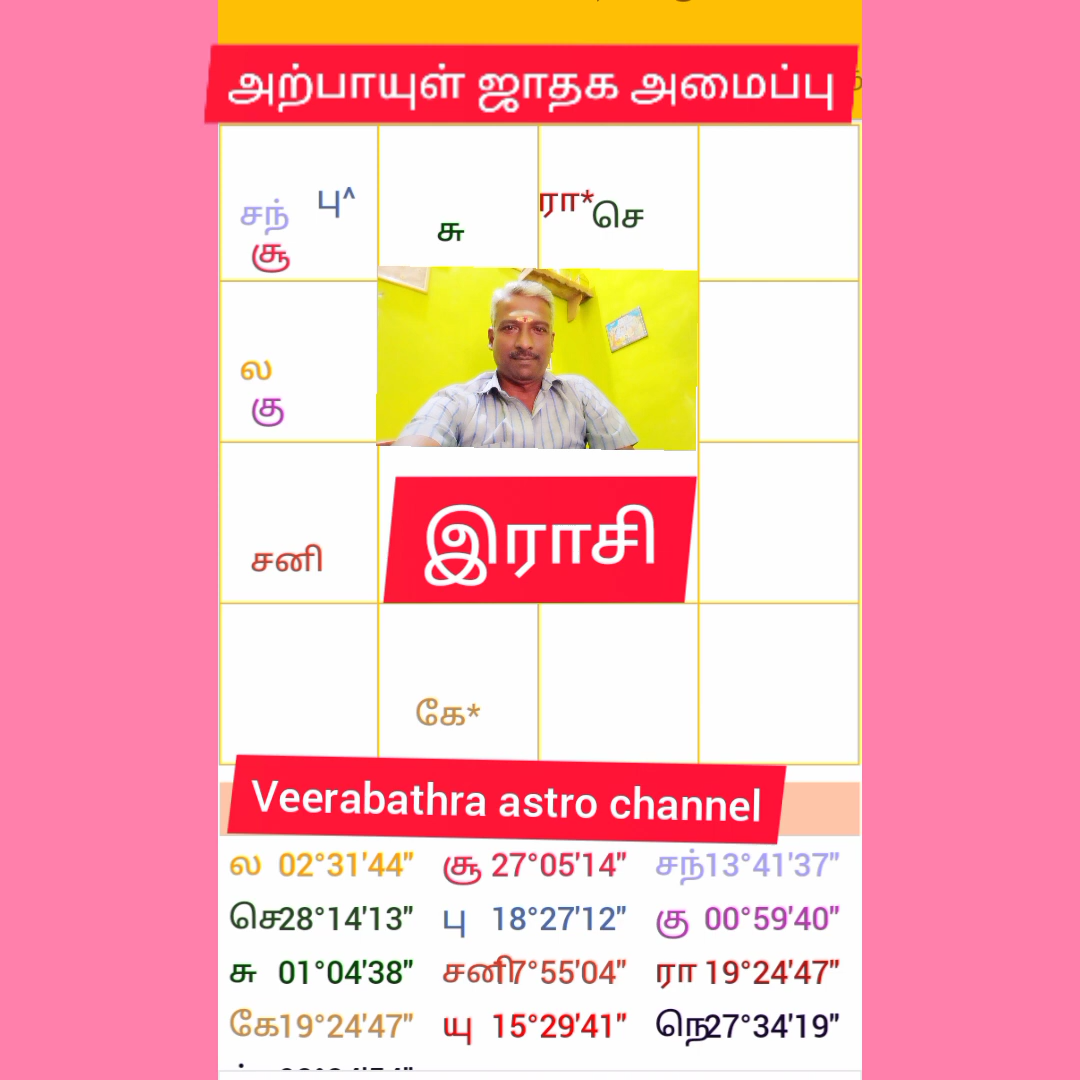 அற்பாயுள் ஜாதக அமைப்பு
சந் பு^ சு ரா* செ
சூ
ல
கு
சனி
இராசி
கே*
Veerabathra astro channel
ல 02°31'44" சூ 27°05'14" சந்13°41'37"
செ28°14'13" பு 18°27'12" கு 00°59'40"
சு 01°04'38" சனி17°55'04" ரா 19°24'47"
கே19°24'47" யு 15°29'41" நெ27°34'19"